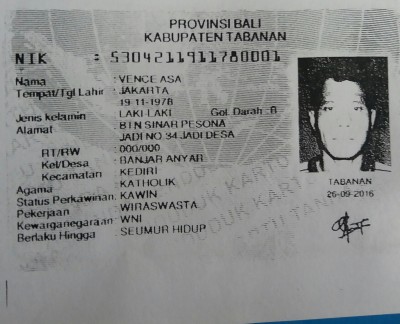 PROVINSI BALI
KABUPATEN TABANAN
NIK : 5304211911780001
Nama : VENCE ASA
Tempat/Tgl Lahir : JAKARTA
19-11-1978
Jenis kelamin : LAKI-LAKI Gol. Darah : B
Alamat : BTN SINAR PESONA
JADI NO.34 JADI DESA
RT/RW : 000/000
Kel/Desa : BANJAR ANYAR
Kecamatan : KEDIRI
Agama : KATHOLIK
Status Perkawinan: KAWIN
Pekerjaan : WIRASWASTA
Kewarganegaraan: WNI
Berlaku Hingga : SEUMUR HIDUP
TABANAN
26-09-2016